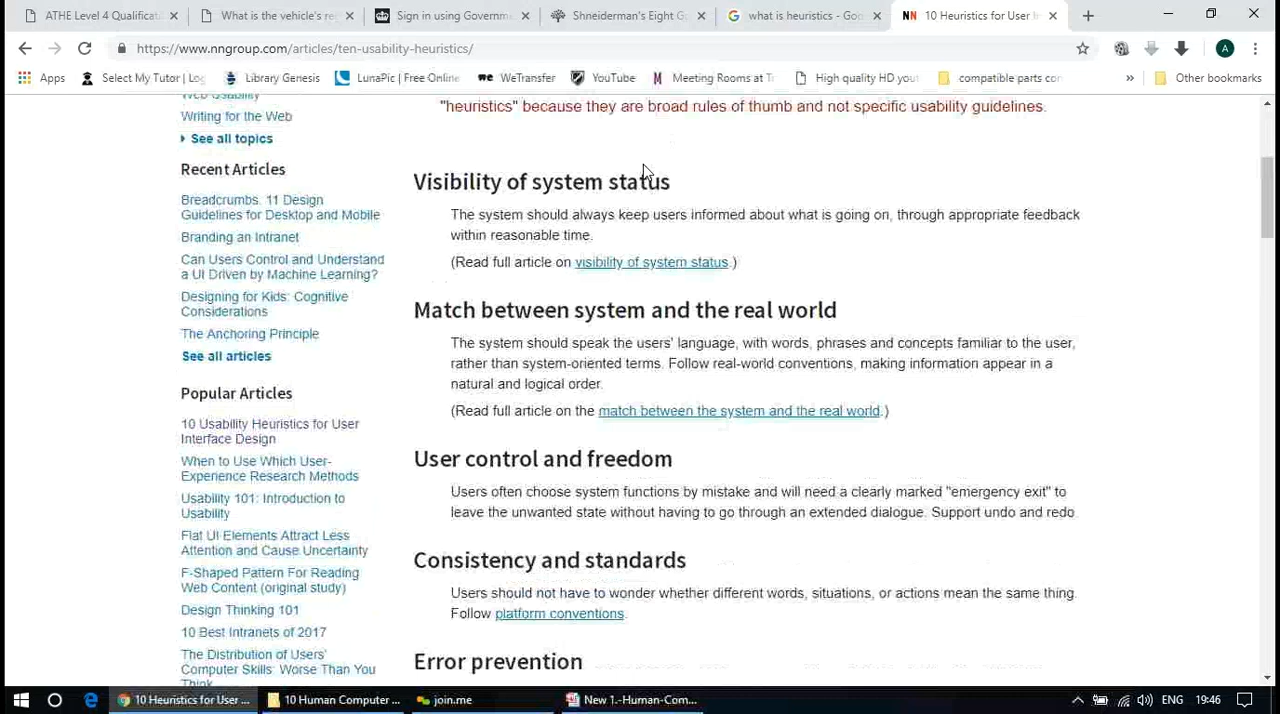 ATHE Level 4 Qualificati
What is the vehicle's re
Sign in using Governme
Shneiderman's Eight G
what is heuristics - Goo
10 Heuristics for User In
https://www.nngroup.com/articles/ten-usability-heuristics/
A
Apps
Select My Tutor | Log
Library Genesis
LunaPic | Free Online
WeTransfer
YouTube
Meeting Rooms at Tr
High quality HD you
compatible parts con
»
Other bookmarks
Web Usability
Writing for the Web
See all topics
Recent Articles
Breadcrumbs: 11 Design
Guidelines for Desktop and Mobile
Branding an Intranet
Can Users Control and Understand
a UI Driven by Machine Learning?
Designing for Kids: Cognitive
Considerations
The Anchoring Principle
See all articles
Popular Articles
10 Usability Heuristics for User
Interface Design
When to Use Which User-
Experience Research Methods
Usability 101: Introduction to
Usability
Flat UI Elements Attract Less
Attention and Cause Uncertainty
F-Shaped Pattern For Reading
Web Content (original study)
Design Thinking 101
10 Best Intranets of 2017
The Distribution of Users'
Computer Skills: Worse Than You
Think
"heuristics" because they are broad rules of thumb and not specific usability guidelines.
Visibility of system status
The system should always keep users informed about what is going on, through appropriate feedback
within reasonable time.
(Read full article on visibility of system status.)
Match between system and the real world
The system should speak the users' language, with words, phrases and concepts familiar to the user,
rather than system-oriented terms. Follow real-world conventions, making information appear in a
natural and logical order.
(Read full article on the match between the system and the real world.)
User control and freedom
Users often choose system functions by mistake and will need a clearly marked "emergency exit" to
leave the unwanted state without having to go through an extended dialogue. Support undo and redo
Consistency and standards
Users should not have to wonder whether different words, situations, or actions mean the same thing.
Follow platform conventions.
Error prevention
10 Heuristics for User ...
10 Human Computer ...
join.me
New 1.-Human-Com...
ENG
19:46